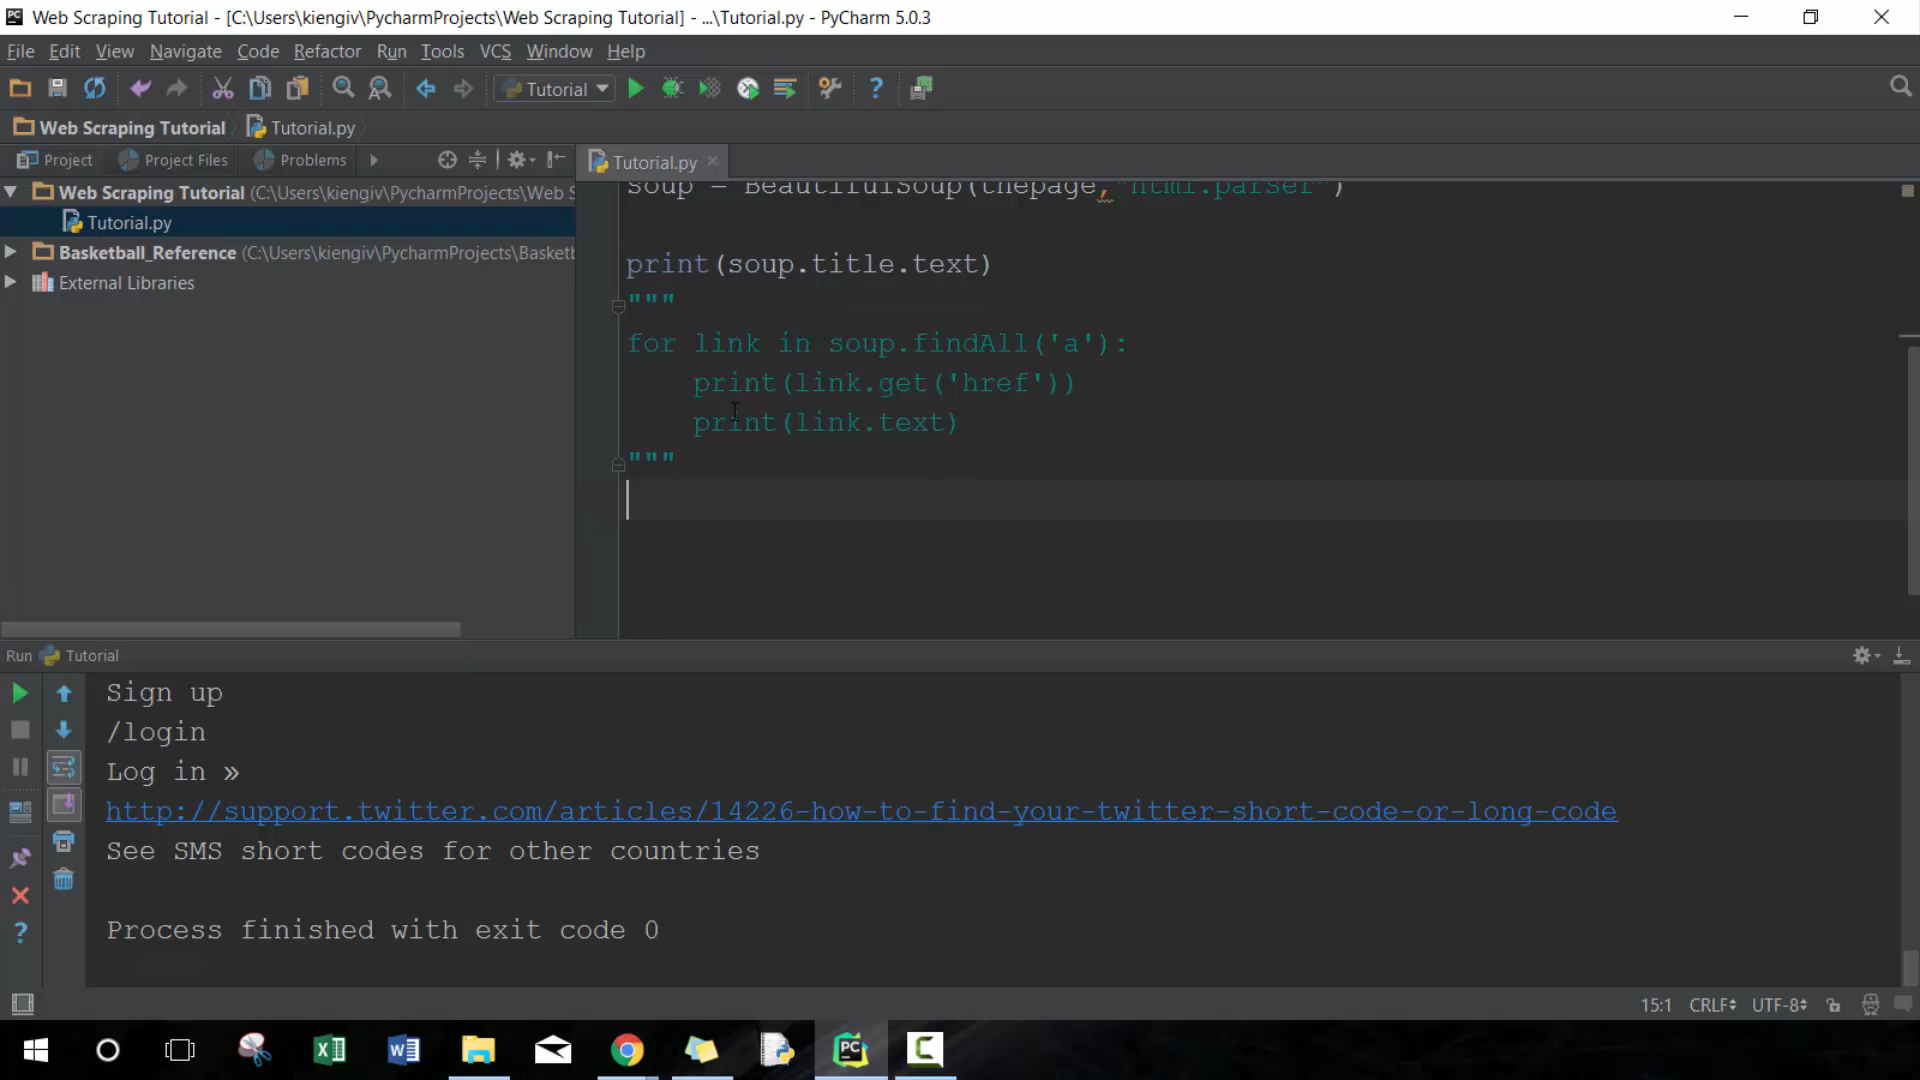 Web Scraping Tutorial - [C:\Users\kiengiv\PycharmProjects\Web Scraping Tutorial] - ...\Tutorial.py - PyCharm 5.0.3
File Edit View Navigate Code Refactor Run Tools VCS Window Help
Tutorial
Web Scraping Tutorial Tutorial.py
Project Project Files Problems
Tutorial.py
Web Scraping Tutorial (C:\Users\kiengiv\PycharmProjects\Web S
Tutorial.py
Basketball_Reference (C:\Users\kiengiv\PycharmProjects\Basketb
External Libraries
soup = BeautifulSoup(thepage,"html.parser")
print(soup.title.text)
"""
for link in soup.findAll('a'):
print(link.get('href'))
print(link.text)
"""
Run Tutorial
Sign up
/login
Log in »
http://support.twitter.com/articles/14226-how-to-find-your-twitter-short-code-or-long-code
See SMS short codes for other countries
Process finished with exit code 0
15:1 CRLF UTF-8